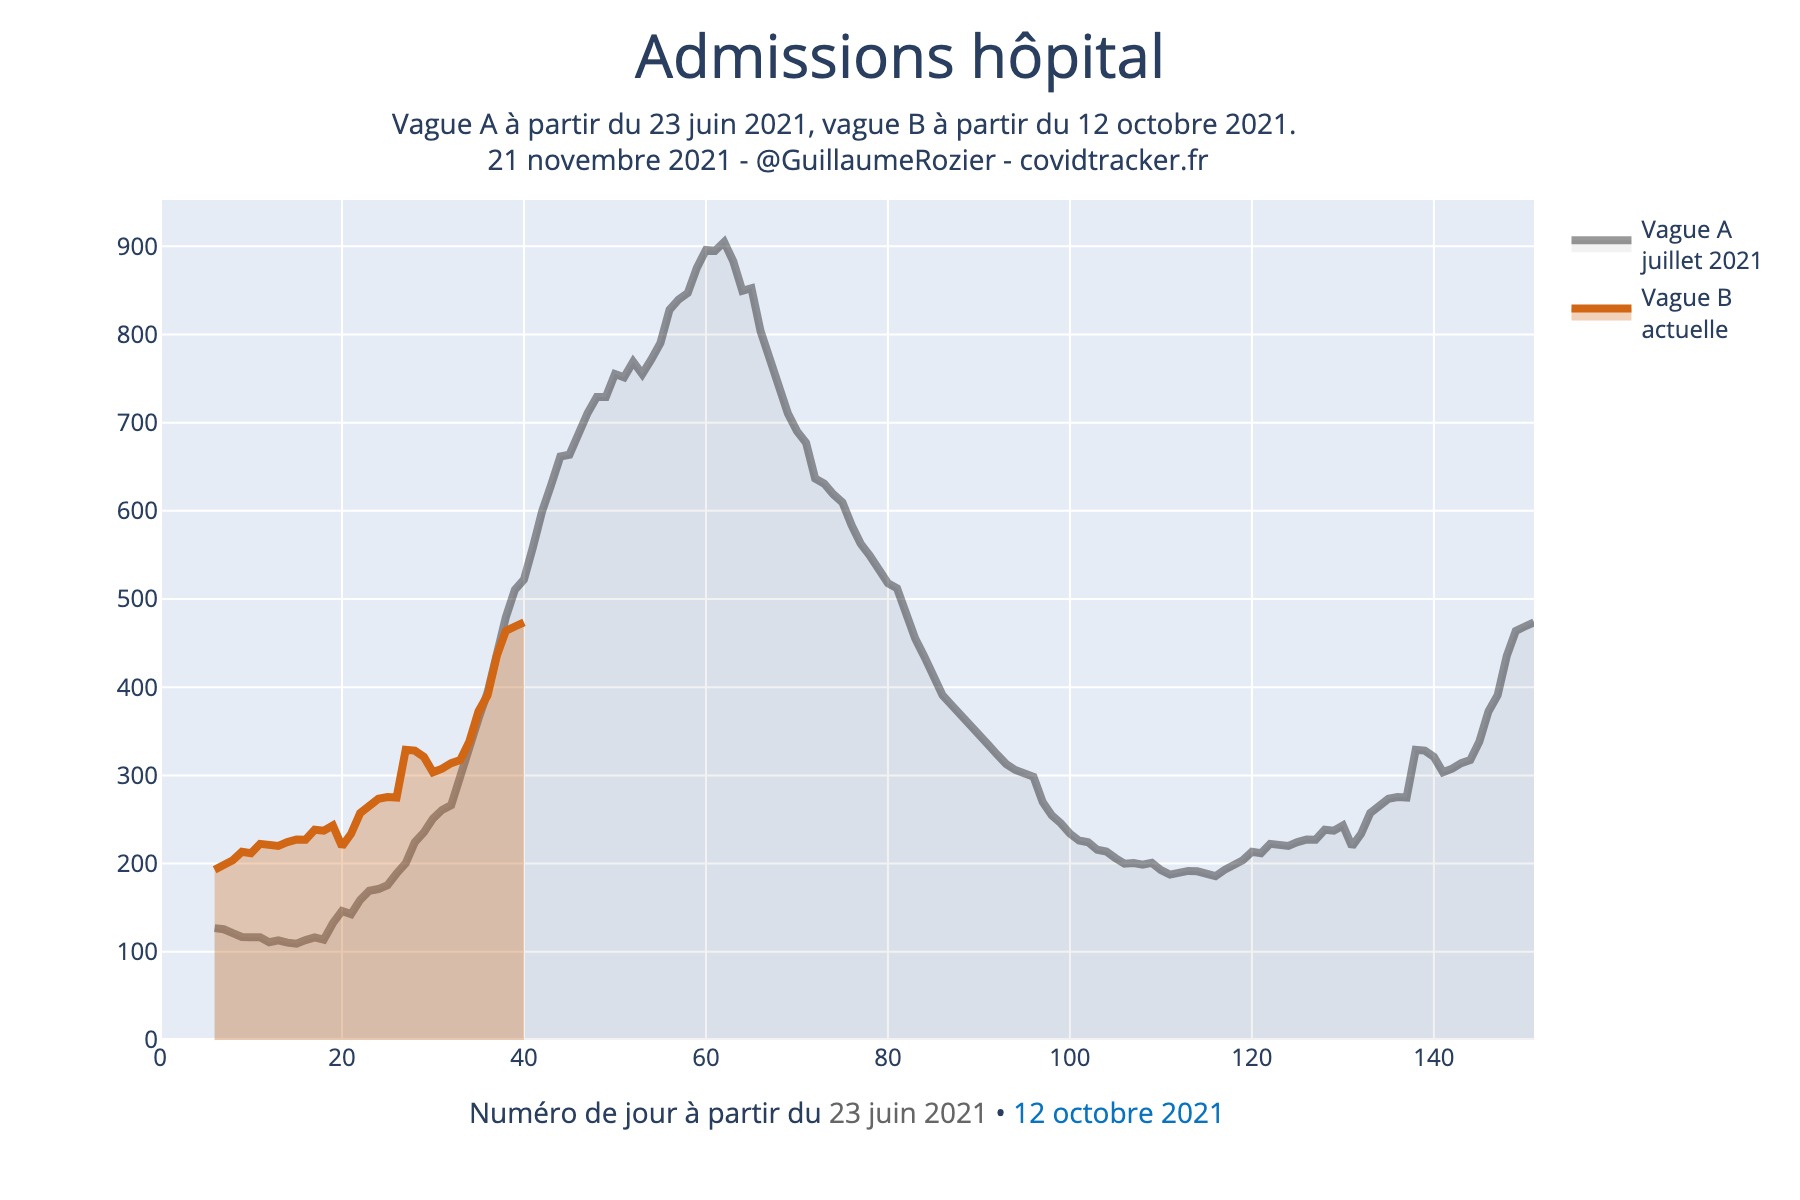 Admissions hôpital
Vague A à partir du 23 juin 2021, vague B à partir du 12 octobre 2021.
21 novembre 2021 - @GuillaumeRozier - covidtracker.fr
Vague A
juillet 2021
Vague B
actuelle
900
800
700
600
500
400
300
200
100
0
0 20 40 60 80 100 120 140
Numéro de jour à partir du 23 juin 2021 • 12 octobre 2021